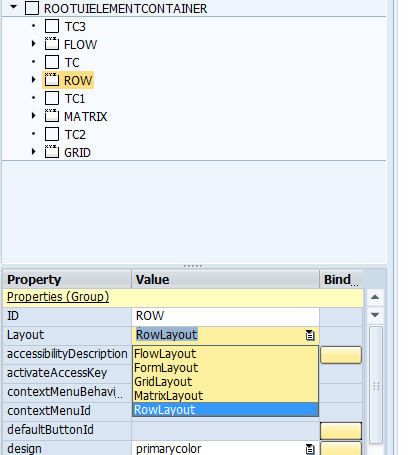 ROOTUIELEMENTCONTAINER
TC3
FLOW
TC
ROW
TC1
MATRIX
TC2
GRID
Property Value Bind...
Properties (Group)
ID ROW
Layout RowLayout
accessibilityDescription FlowLayout
activateAccessKey FormLayout
GridLayout
contextMenuBehavi... MatrixLayout
contextMenuId RowLayout
defaultButtonId
design primarycolor